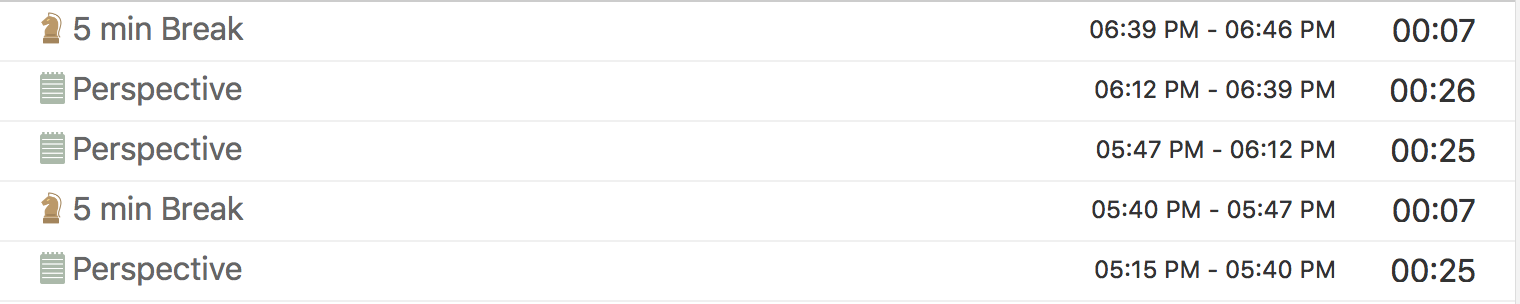 5 min Break 06:39 PM - 06:46 PM 00:07
Perspective 06:12 PM - 06:39 PM 00:26
Perspective 05:47 PM - 06:12 PM 00:25
5 min Break 05:40 PM - 05:47 PM 00:07
Perspective 05:15 PM - 05:40 PM 00:25